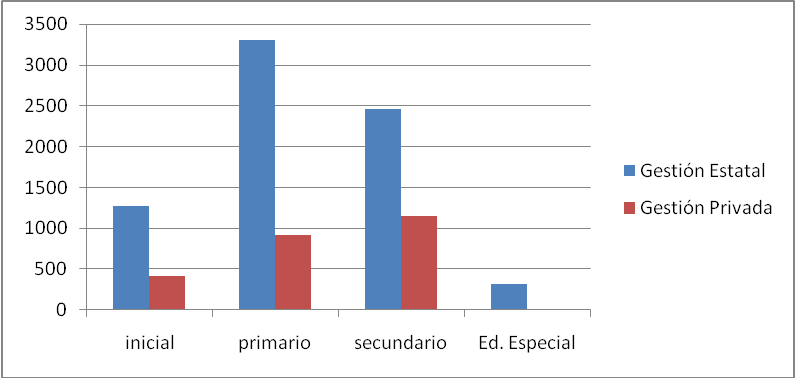 3500
3000
2500
2000
1500
1000
500
0
inicial
primario
secundario
Ed. Especial
Gestión Estatal
Gestión Privada